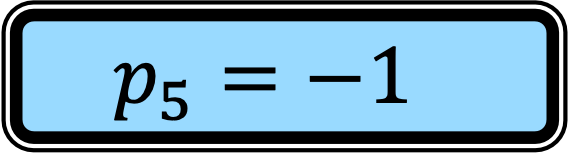 p₅ = −1